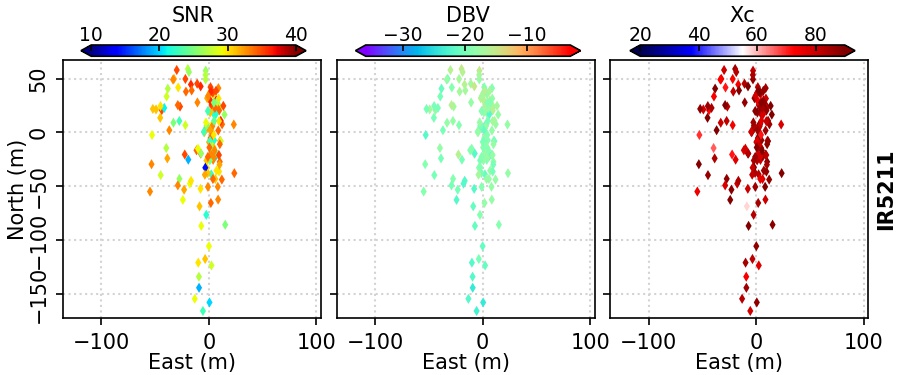 SNR DBV Xc
10 20 30 40 −30 −20 −10 20 40 60 80
50
0
−50
−100
−150
North (m)
IR5211
−100 0 100 −100 0 100 −100 0 100
East (m) East (m) East (m)